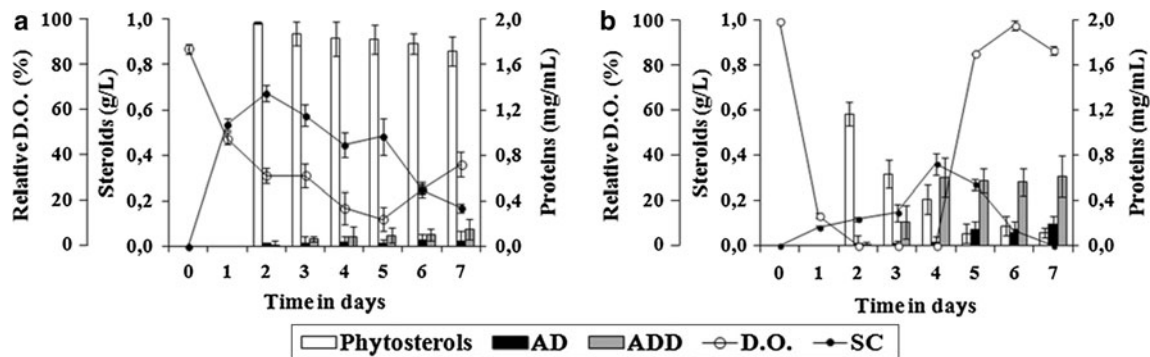 a
Relative D.O. (%)
100
80
60
40
20
0
Steroids (g/L)
1,0
0,8
0,6
0,4
0,2
0,0
2,0
1,6
1,2
0,8
0,4
0,0
Proteins (mg/mL)
0 1 2 3 4 5 6 7
Time in days
b
Relative D.O. (%)
100
80
60
40
20
0
Steroids (g/L)
1,0
0,8
0,6
0,4
0,2
0,0
2,0
1,6
1,2
0,8
0,4
0,0
Proteins (mg/mL)
0 1 2 3 4 5 6 7
Time in days
Phytosterols AD ADD D.O. SC